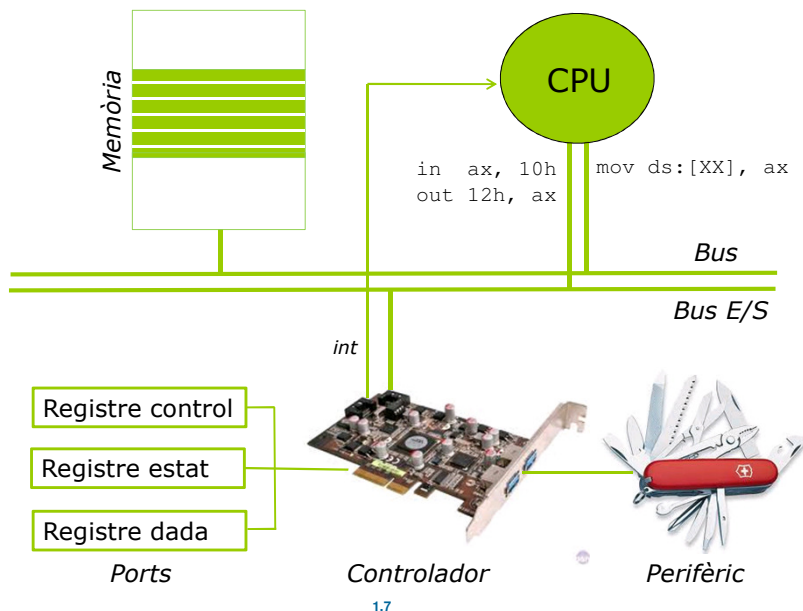 Memòria
CPU
in ax, 10h
out 12h, ax
mov ds:[XX], ax
Bus
Bus E/S
int
Registre control
Registre estat
Registre dada
Ports
Controlador
Perifèric
1.7